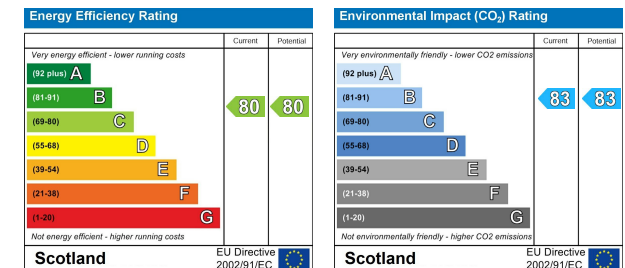 Energy Efficiency Rating
Current Potential
Very energy efficient - lower running costs
(92 plus) A
(81-91) B
80 80
(69-80) C
(55-68) D
(39-54) E
(21-38) F
(1-20) G
Not energy efficient - higher running costs
Scotland
EU Directive
2002/91/EC
Environmental Impact (CO₂) Rating
Current Potential
Very environmentally friendly - lower CO2 emissions
(92 plus) A
(81-91) B
83 83
(69-80) C
(55-68) D
(39-54) E
(21-38) F
(1-20) G
Not environmentally friendly - higher CO2 emissions
Scotland
EU Directive
2002/91/EC